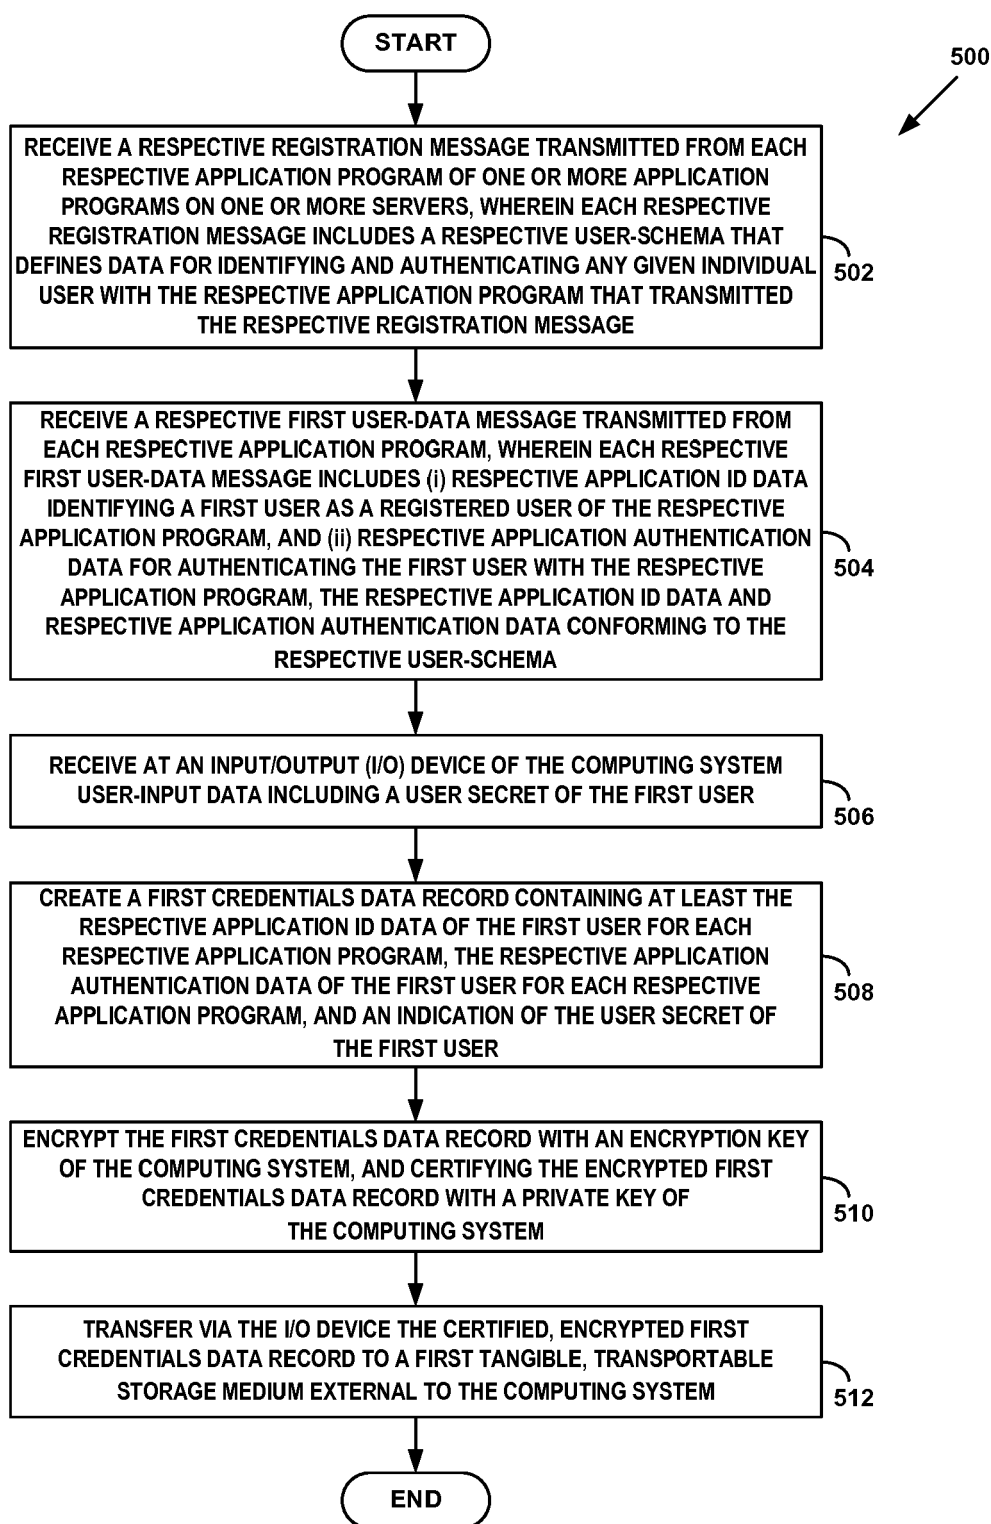 START
500
RECEIVE A RESPECTIVE REGISTRATION MESSAGE TRANSMITTED FROM EACH
RESPECTIVE APPLICATION PROGRAM OF ONE OR MORE APPLICATION
PROGRAMS ON ONE OR MORE SERVERS, WHEREIN EACH RESPECTIVE
REGISTRATION MESSAGE INCLUDES A RESPECTIVE USER-SCHEMA THAT
DEFINES DATA FOR IDENTIFYING AND AUTHENTICATING ANY GIVEN INDIVIDUAL
USER WITH THE RESPECTIVE APPLICATION PROGRAM THAT TRANSMITTED
THE RESPECTIVE REGISTRATION MESSAGE
502
RECEIVE A RESPECTIVE FIRST USER-DATA MESSAGE TRANSMITTED FROM
EACH RESPECTIVE APPLICATION PROGRAM, WHEREIN EACH RESPECTIVE
FIRST USER-DATA MESSAGE INCLUDES (i) RESPECTIVE APPLICATION ID DATA
IDENTIFYING A FIRST USER AS A REGISTERED USER OF THE RESPECTIVE
APPLICATION PROGRAM, AND (ii) RESPECTIVE APPLICATION AUTHENTICATION
DATA FOR AUTHENTICATING THE FIRST USER WITH THE RESPECTIVE
APPLICATION PROGRAM, THE RESPECTIVE APPLICATION ID DATA AND
RESPECTIVE APPLICATION AUTHENTICATION DATA CONFORMING TO THE
RESPECTIVE USER-SCHEMA
504
RECEIVE AT AN INPUT/OUTPUT (I/O) DEVICE OF THE COMPUTING SYSTEM
USER-INPUT DATA INCLUDING A USER SECRET OF THE FIRST USER
506
CREATE A FIRST CREDENTIALS DATA RECORD CONTAINING AT LEAST THE
RESPECTIVE APPLICATION ID DATA OF THE FIRST USER FOR EACH
RESPECTIVE APPLICATION PROGRAM, THE RESPECTIVE APPLICATION
AUTHENTICATION DATA OF THE FIRST USER FOR EACH RESPECTIVE
APPLICATION PROGRAM, AND AN INDICATION OF THE USER SECRET OF
THE FIRST USER
508
ENCRYPT THE FIRST CREDENTIALS DATA RECORD WITH AN ENCRYPTION KEY
OF THE COMPUTING SYSTEM, AND CERTIFYING THE ENCRYPTED FIRST
CREDENTIALS DATA RECORD WITH A PRIVATE KEY OF
THE COMPUTING SYSTEM
510
TRANSFER VIA THE I/O DEVICE THE CERTIFIED, ENCRYPTED FIRST
CREDENTIALS DATA RECORD TO A FIRST TANGIBLE, TRANSPORTABLE
STORAGE MEDIUM EXTERNAL TO THE COMPUTING SYSTEM
512
END